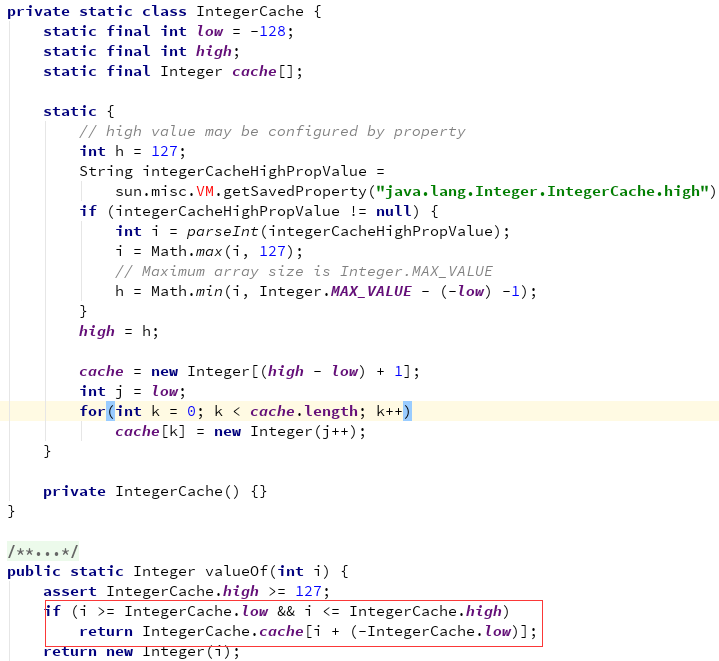 private static class IntegerCache {
    static final int low = -128;
    static final int high;
    static final Integer cache[];
    static {
        // high value may be configured by property
        int h = 127;
        String integerCacheHighPropValue =
            sun.misc.VM.getSavedProperty("java.lang.Integer.IntegerCache.high")
        if (integerCacheHighPropValue != null) {
            int i = parseInt(integerCacheHighPropValue);
            i = Math.max(i, 127);
            // Maximum array size is Integer.MAX_VALUE
            h = Math.min(i, Integer.MAX_VALUE - (-low) -1);
        }
        high = h;
        cache = new Integer[(high - low) + 1];
        int j = low;
        for(int k = 0; k < cache.length; k++)
            cache[k] = new Integer(j++);
    }
    private IntegerCache() {}
}
/**...*/
public static Integer valueOf(int i) {
    assert IntegerCache.high >= 127;
    if (i >= IntegerCache.low && i <= IntegerCache.high)
        return IntegerCache.cache[i + (-IntegerCache.low)];
    return new Integer(i);